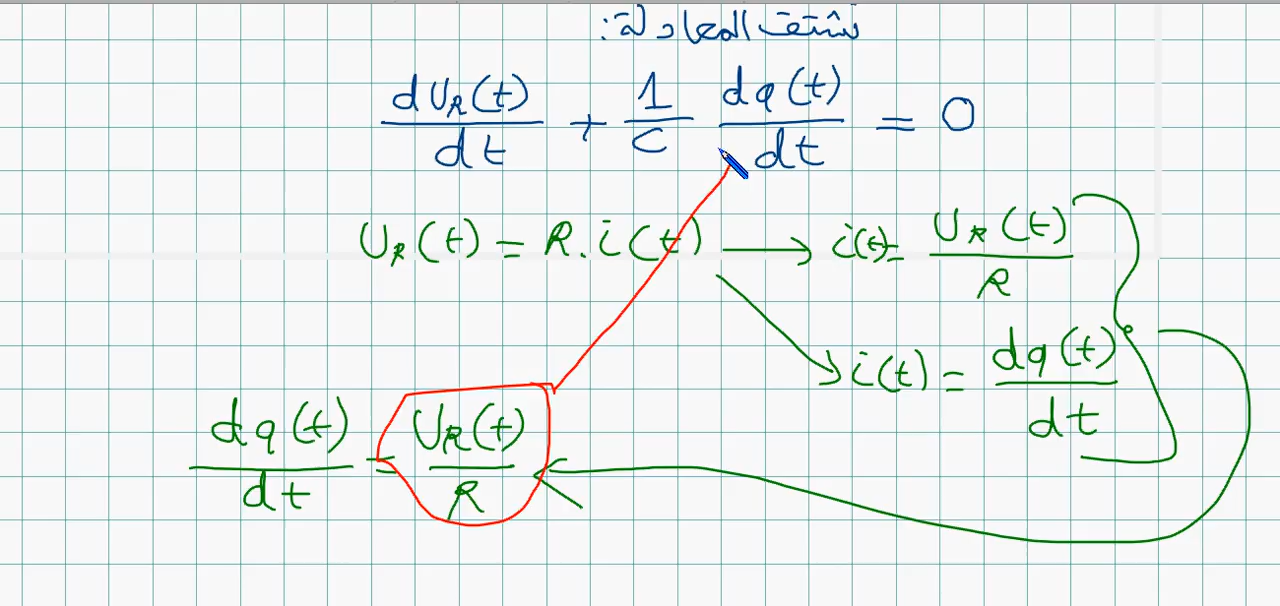 نشتق المعادلة:
dU_R(t)/dt + 1/C dq(t)/dt = 0
U_R(t) = R.i(t) → i(t) = U_R(t)/R
→ i(t) = dq(t)/dt
dq(t)/dt = U_R(t)/R